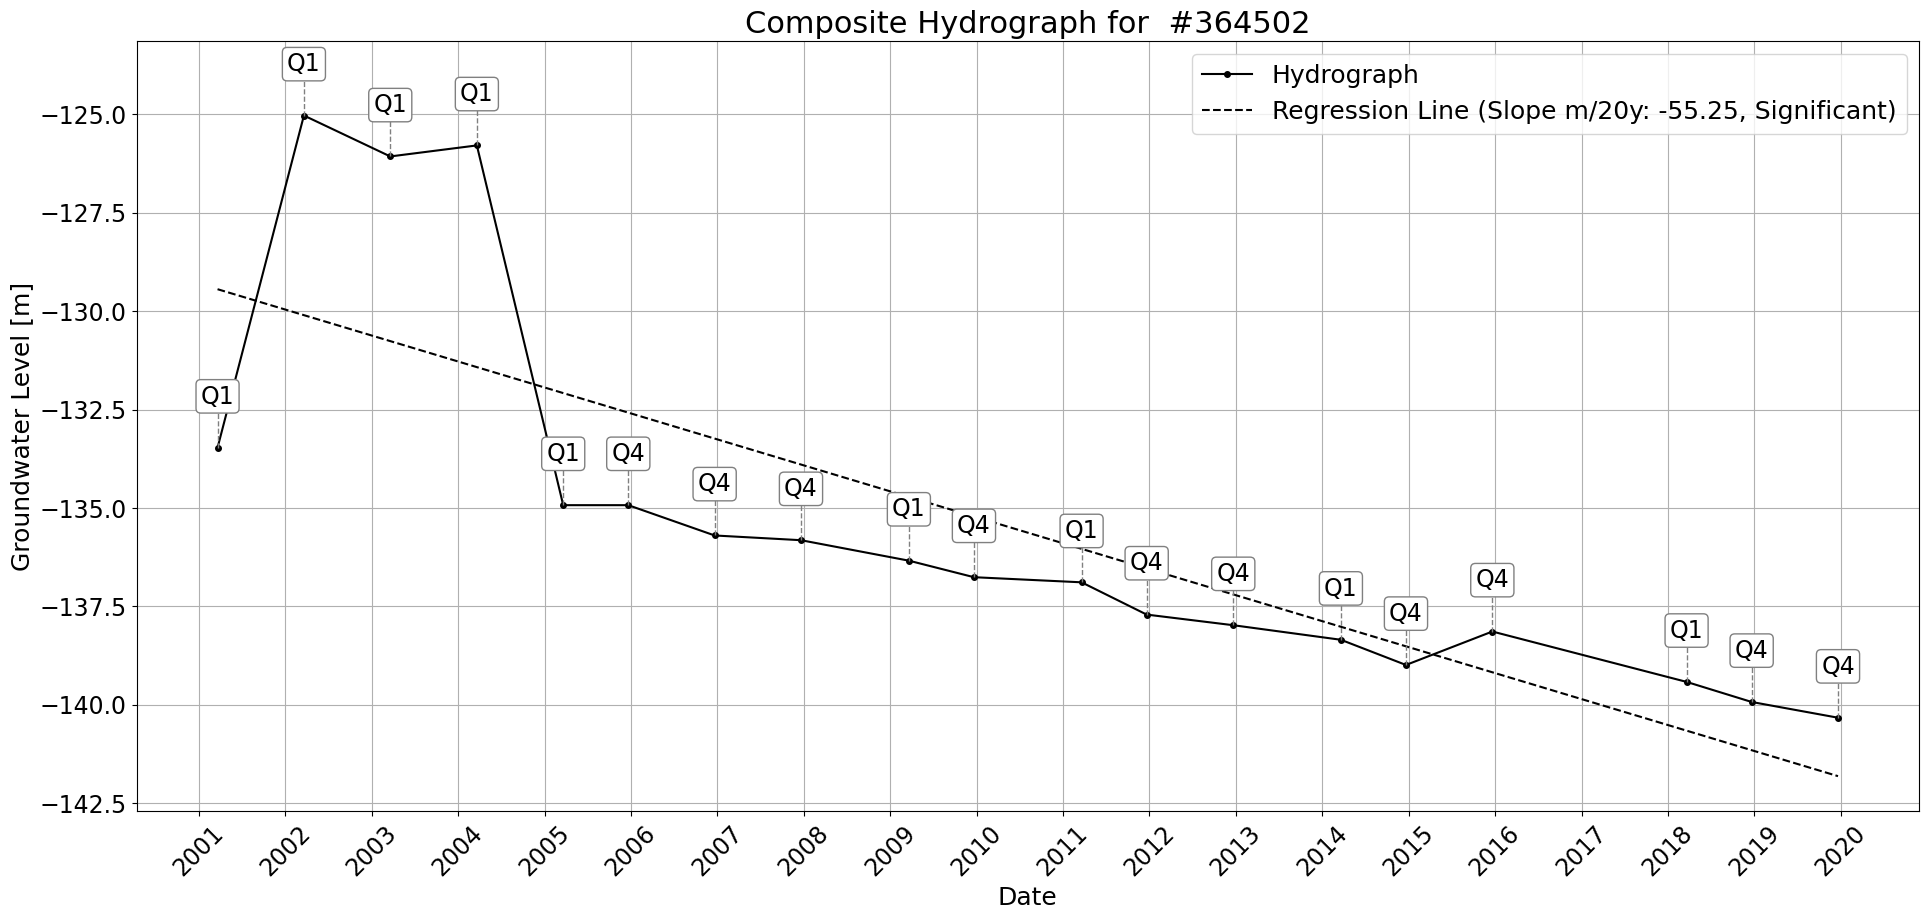 Composite Hydrograph for  #364502
Hydrograph
Regression Line (Slope m/20y: -55.25, Significant)
Groundwater Level [m]
−125.0
−127.5
−130.0
−132.5
−135.0
−137.5
−140.0
−142.5
Q1
Q1
Q1
Q1
Q1
Q4
Q4
Q4
Q1
Q4
Q1
Q4
Q4
Q1
Q4
Q4
Q1
Q4
Q4
2001
2002
2003
2004
2005
2006
2007
2008
2009
2010
2011
2012
2013
2014
2015
2016
2017
2018
2019
2020
Date